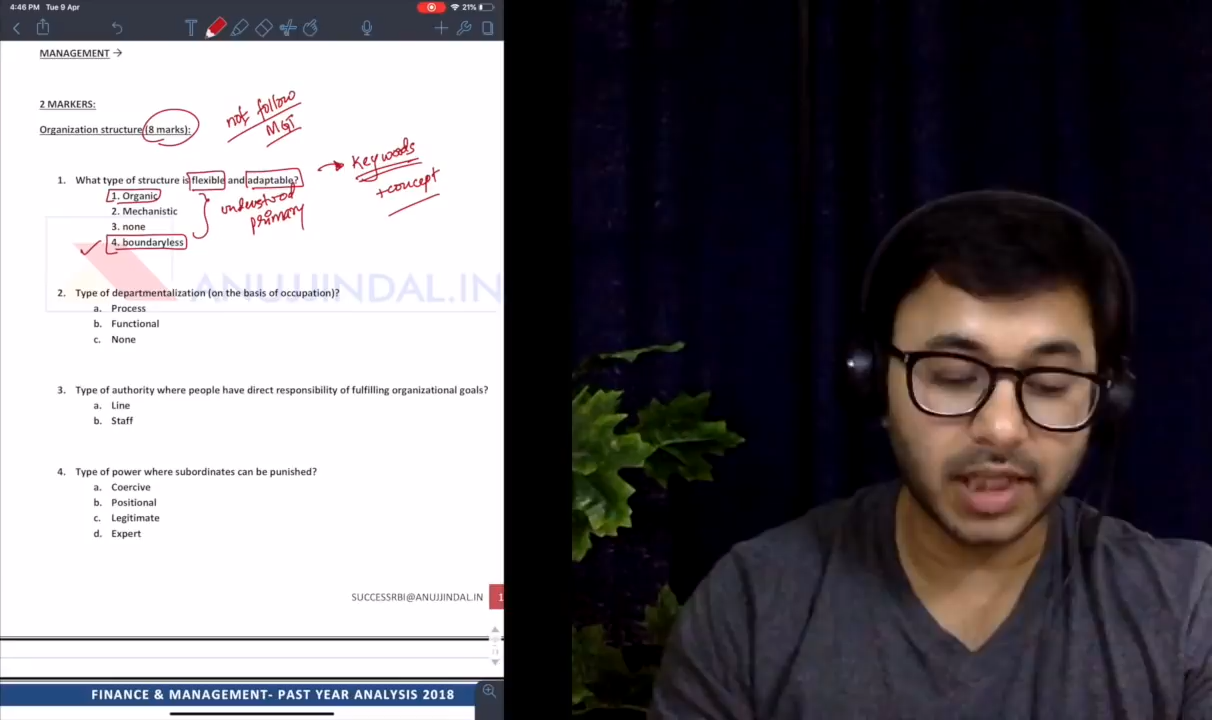 4:46 PM Tue 9 Apr
21%
MANAGEMENT →
2 MARKERS:
Organization structure (8 marks):
not follow
MGT
1. What type of structure is flexible and adaptable?
1. Organic
2. Mechanistic
3. none
4. boundaryless
understood
primary
Keywords
+concept
ANUJJINDAL.IN
2. Type of departmentalization (on the basis of occupation)?
a. Process
b. Functional
c. None
3. Type of authority where people have direct responsibility of fulfilling organizational goals?
a. Line
b. Staff
4. Type of power where subordinates can be punished?
a. Coercive
b. Positional
c. Legitimate
d. Expert
SUCCESSRBI@ANUJJINDAL.IN 1
FINANCE & MANAGEMENT- PAST YEAR ANALYSIS 2018